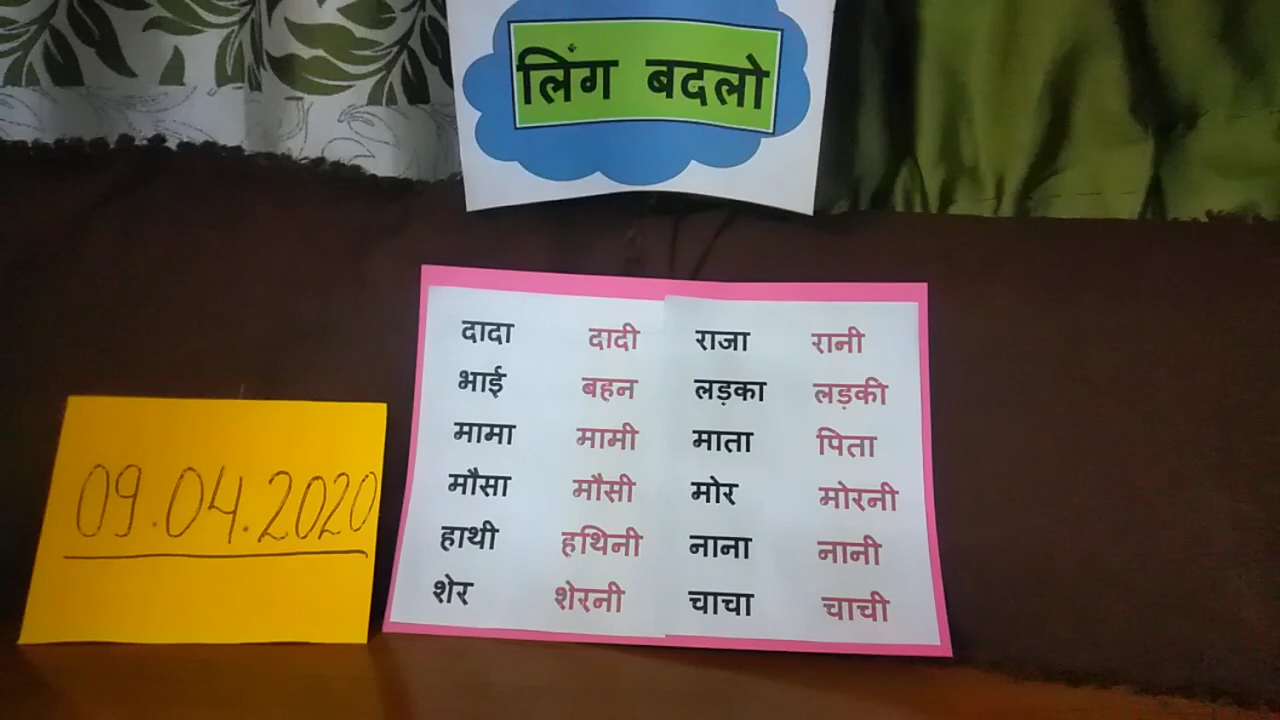 लिंग बदलो
दादा दादी राजा रानी
भाई बहन लड़का लड़की
मामा मामी माता पिता
मौसा मौसी मोर मोरनी
हाथी हथिनी नाना नानी
शेर शेरनी चाचा चाची
09.04.2020